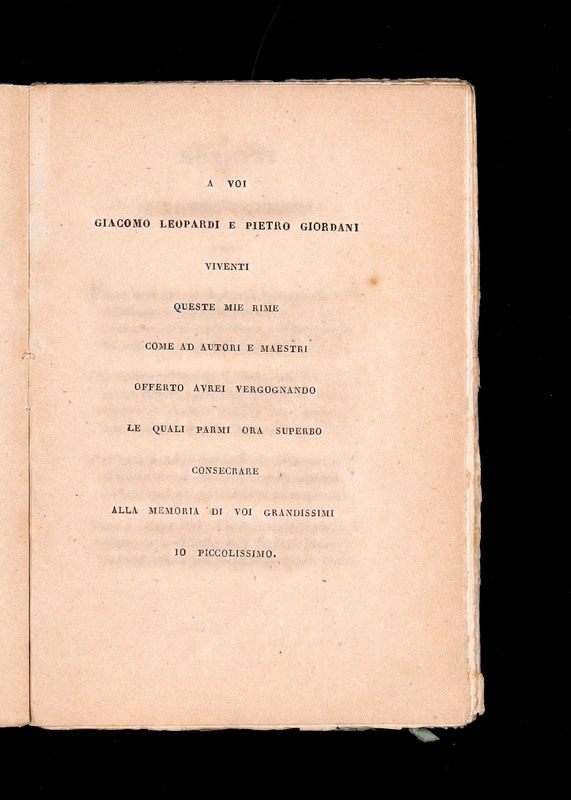 A VOI
GIACOMO LEOPARDI E PIETRO GIORDANI
VIVENTI
QUESTE MIE RIME
COME AD AUTORI E MAESTRI
OFFERTO AVREI VERGOGNANDO
LE QUALI PARMI ORA SUPERBO
CONSECRARE
ALLA MEMORIA DI VOI GRANDISSIMI
IO PICCOLISSIMO.